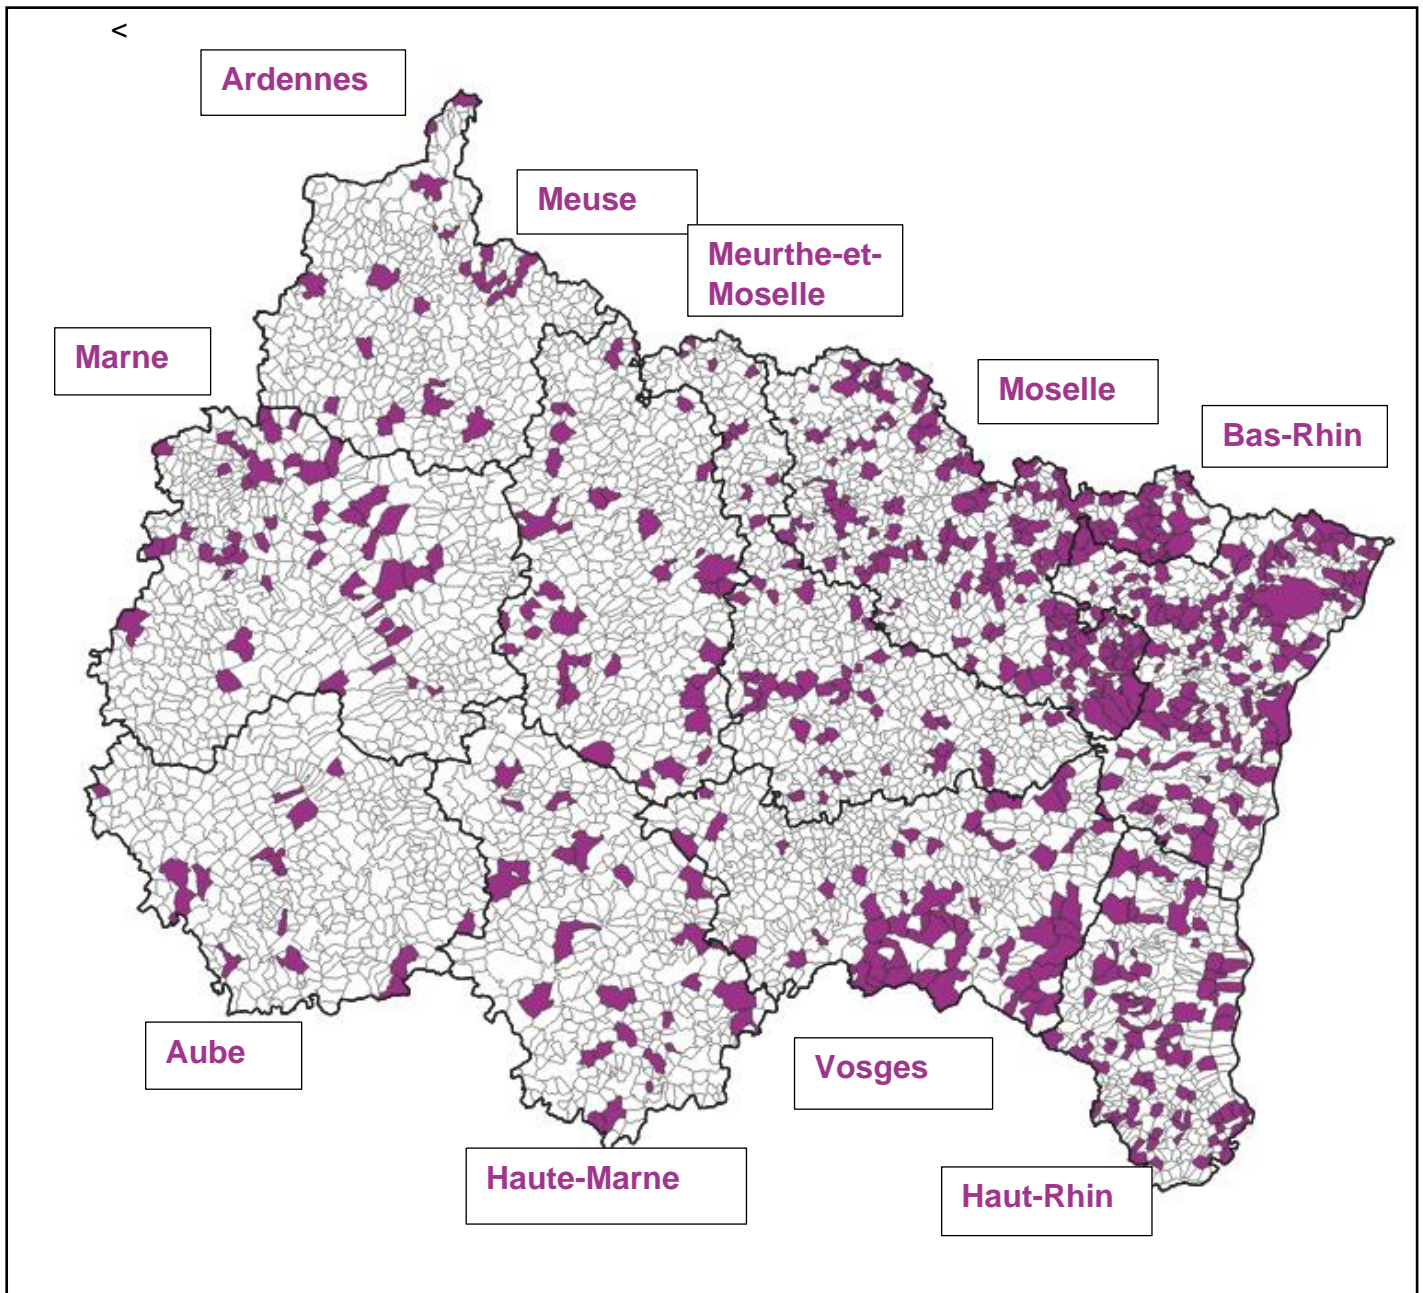 <
Ardennes
Meuse
Meurthe-et-
Moselle
Marne
Moselle
Bas-Rhin
Aube
Vosges
Haute-Marne
Haut-Rhin